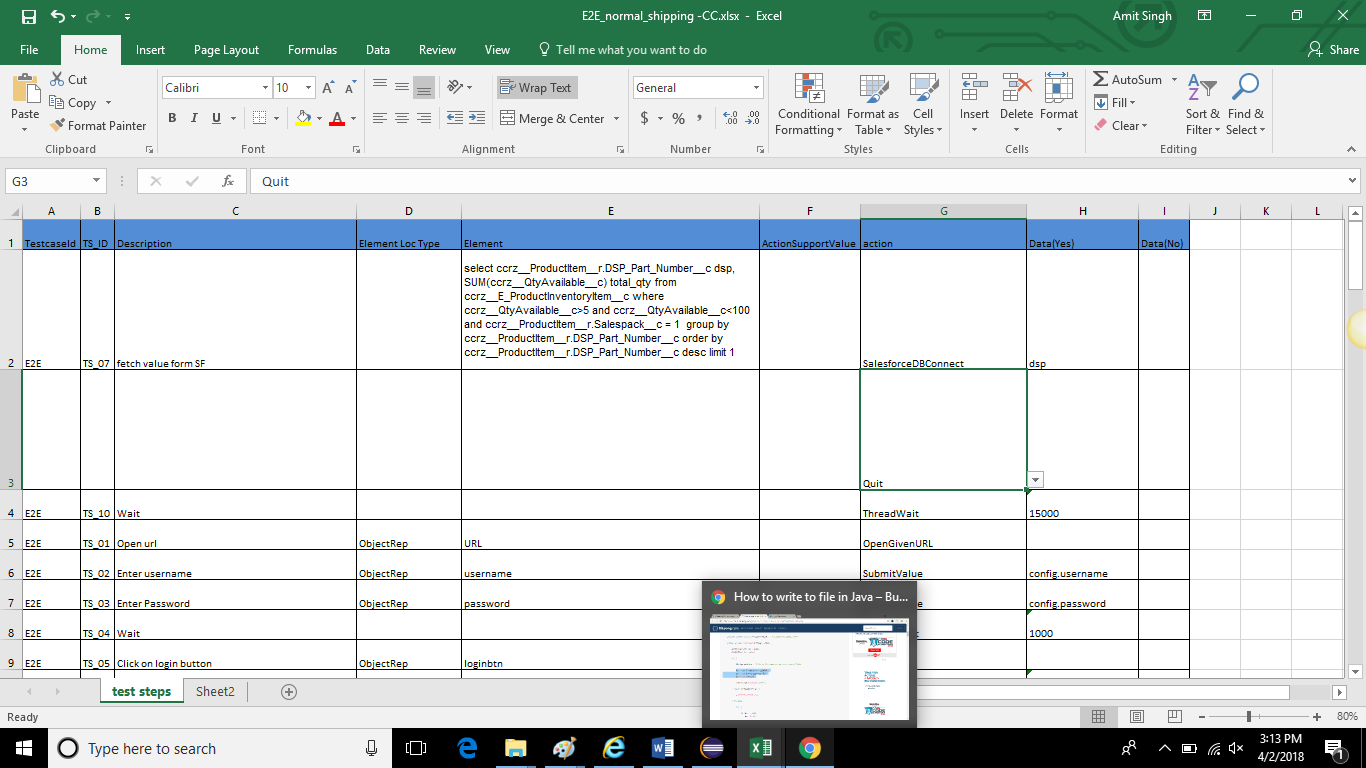 E2E_normal_shipping -CC.xlsx - Excel
Amit Singh
File Home Insert Page Layout Formulas Data Review View Tell me what you want to do
Share
Paste
Cut
Copy
Format Painter
Clipboard
Calibri 10
B I U
Font
Wrap Text
Merge & Center
Alignment
General
$ % ,
Number
Conditional Formatting
Format as Table
Cell Styles
Styles
Insert Delete Format
Cells
AutoSum
Fill
Clear
Sort & Filter
Find & Select
Editing
G3 fx Quit
A B C D E F G H I J K L
1 TestcaseId TS_ID Description Element Loc Type Element ActionSupportValue action Data(Yes) Data(No)
select ccrz__ProductItem__r.DSP_Part_Number__c dsp,
SUM(ccrz__QtyAvailable__c) total_qty from
ccrz__E_ProductInventoryItem__c where
ccrz__QtyAvailable__c>5 and ccrz__QtyAvailable__c<100
and ccrz__ProductItem__r.Salespack__c = 1 group by
ccrz__ProductItem__r.DSP_Part_Number__c order by
ccrz__ProductItem__r.DSP_Part_Number__c desc limit 1
2 E2E TS_07 fetch value form SF SalesforceDBConnect dsp
3 Quit
4 E2E TS_10 Wait ThreadWait 15000
5 E2E TS_01 Open url ObjectRep URL OpenGivenURL
6 E2E TS_02 Enter username ObjectRep username SubmitValue config.username
7 E2E TS_03 Enter Password ObjectRep password config.password
8 E2E TS_04 Wait 1000
9 E2E TS_05 Click on login button ObjectRep loginbtn
How to write to file in Java – Bu...
test steps Sheet2
Ready
80%
Type here to search
3:13 PM
4/2/2018
1